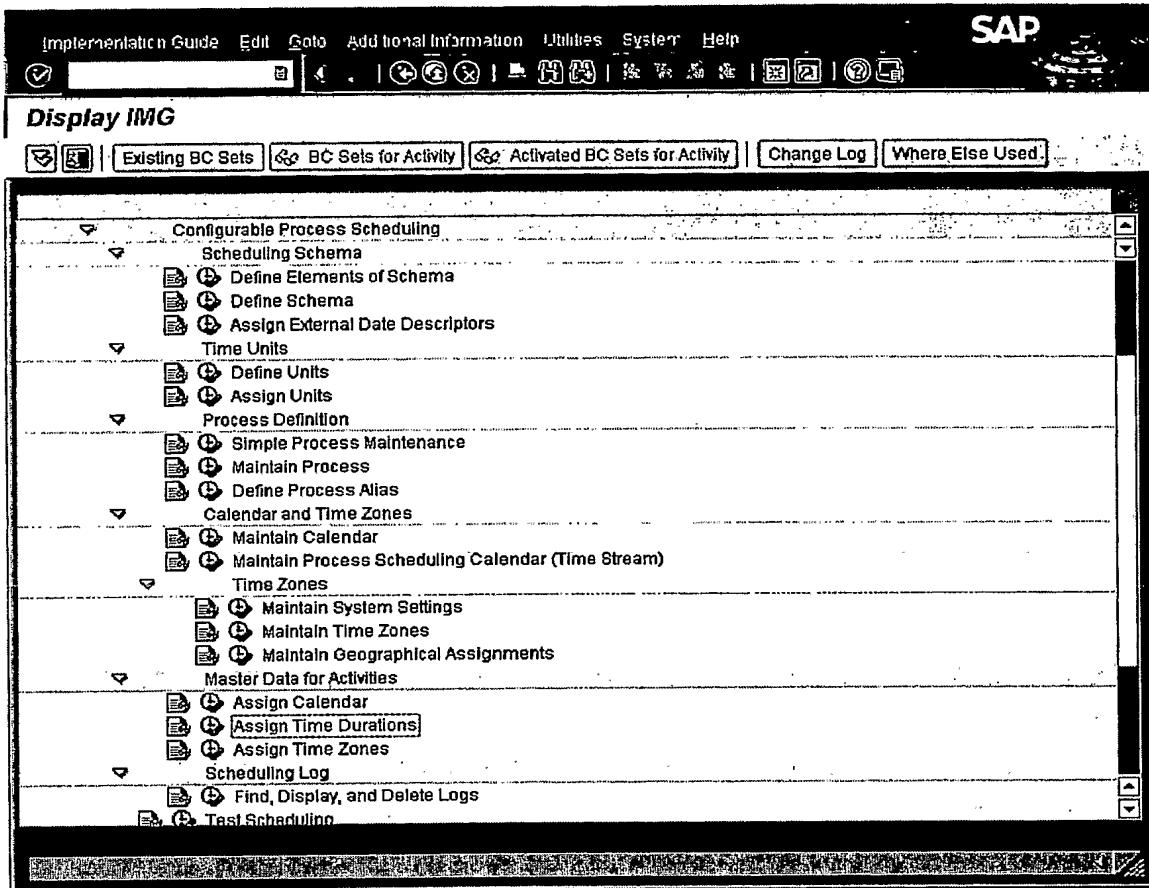 SAP
Implementation Guide Edit Goto Additional Information Utilities System Help
Display IMG
Existing BC Sets BC Sets for Activity Activated BC Sets for Activity Change Log Where Else Used
Configurable Process Scheduling
Scheduling Schema
Define Elements of Schema
Define Schema
Assign External Date Descriptors
Time Units
Define Units
Assign Units
Process Definition
Simple Process Maintenance
Maintain Process
Define Process Alias
Calendar and Time Zones
Maintain Calendar
Maintain Process Scheduling Calendar (Time Stream)
Time Zones
Maintain System Settings
Maintain Time Zones
Maintain Geographical Assignments
Master Data for Activities
Assign Calendar
Assign Time Durations
Assign Time Zones
Scheduling Log
Find, Display, and Delete Logs
Test Scheduling